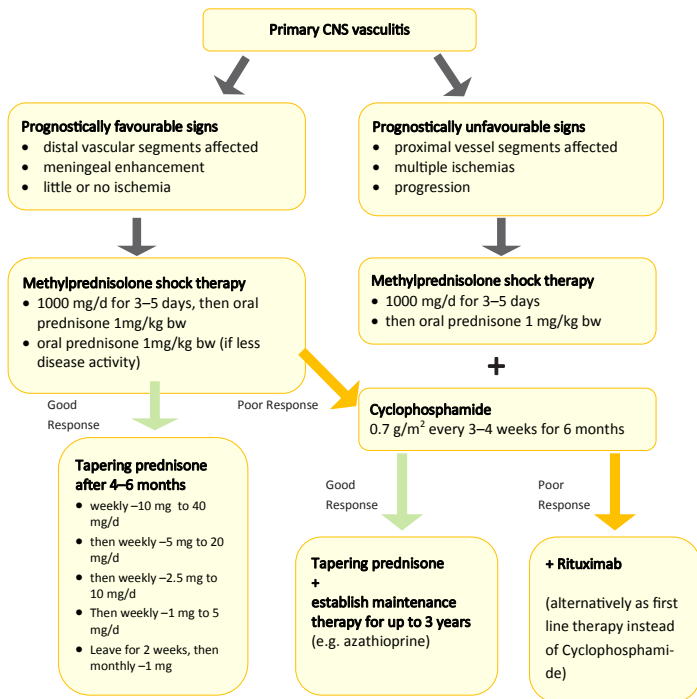 Primary CNS vasculitis
Prognostically favourable signs
• distal vascular segments affected
• meningeal enhancement
• little or no ischemia
Prognostically unfavourable signs
• proximal vessel segments affected
• multiple ischemias
• progression
Methylprednisolone shock therapy
• 1000 mg/d for 3–5 days, then oral
prednisone 1mg/kg bw
• oral prednisone 1mg/kg bw (if less
disease activity)
Methylprednisolone shock therapy
• 1000 mg/d for 3–5 days
• then oral prednisone 1 mg/kg bw
+
Good
Response
Poor Response
Cyclophosphamide
0.7 g/m² every 3–4 weeks for 6 months
Tapering prednisone
after 4–6 months
• weekly –10 mg to 40
mg/d
• then weekly –5 mg to 20
mg/d
• then weekly –2.5 mg to
10 mg/d
• Then weekly –1 mg to 5
mg/d
• Leave for 2 weeks, then
monthly –1 mg
Good
Response
Poor
Response
Tapering prednisone
+
establish maintenance
therapy for up to 3 years
(e.g. azathioprine)
+ Rituximab
(alternatively as first
line therapy instead
of Cyclophosphami-
de)